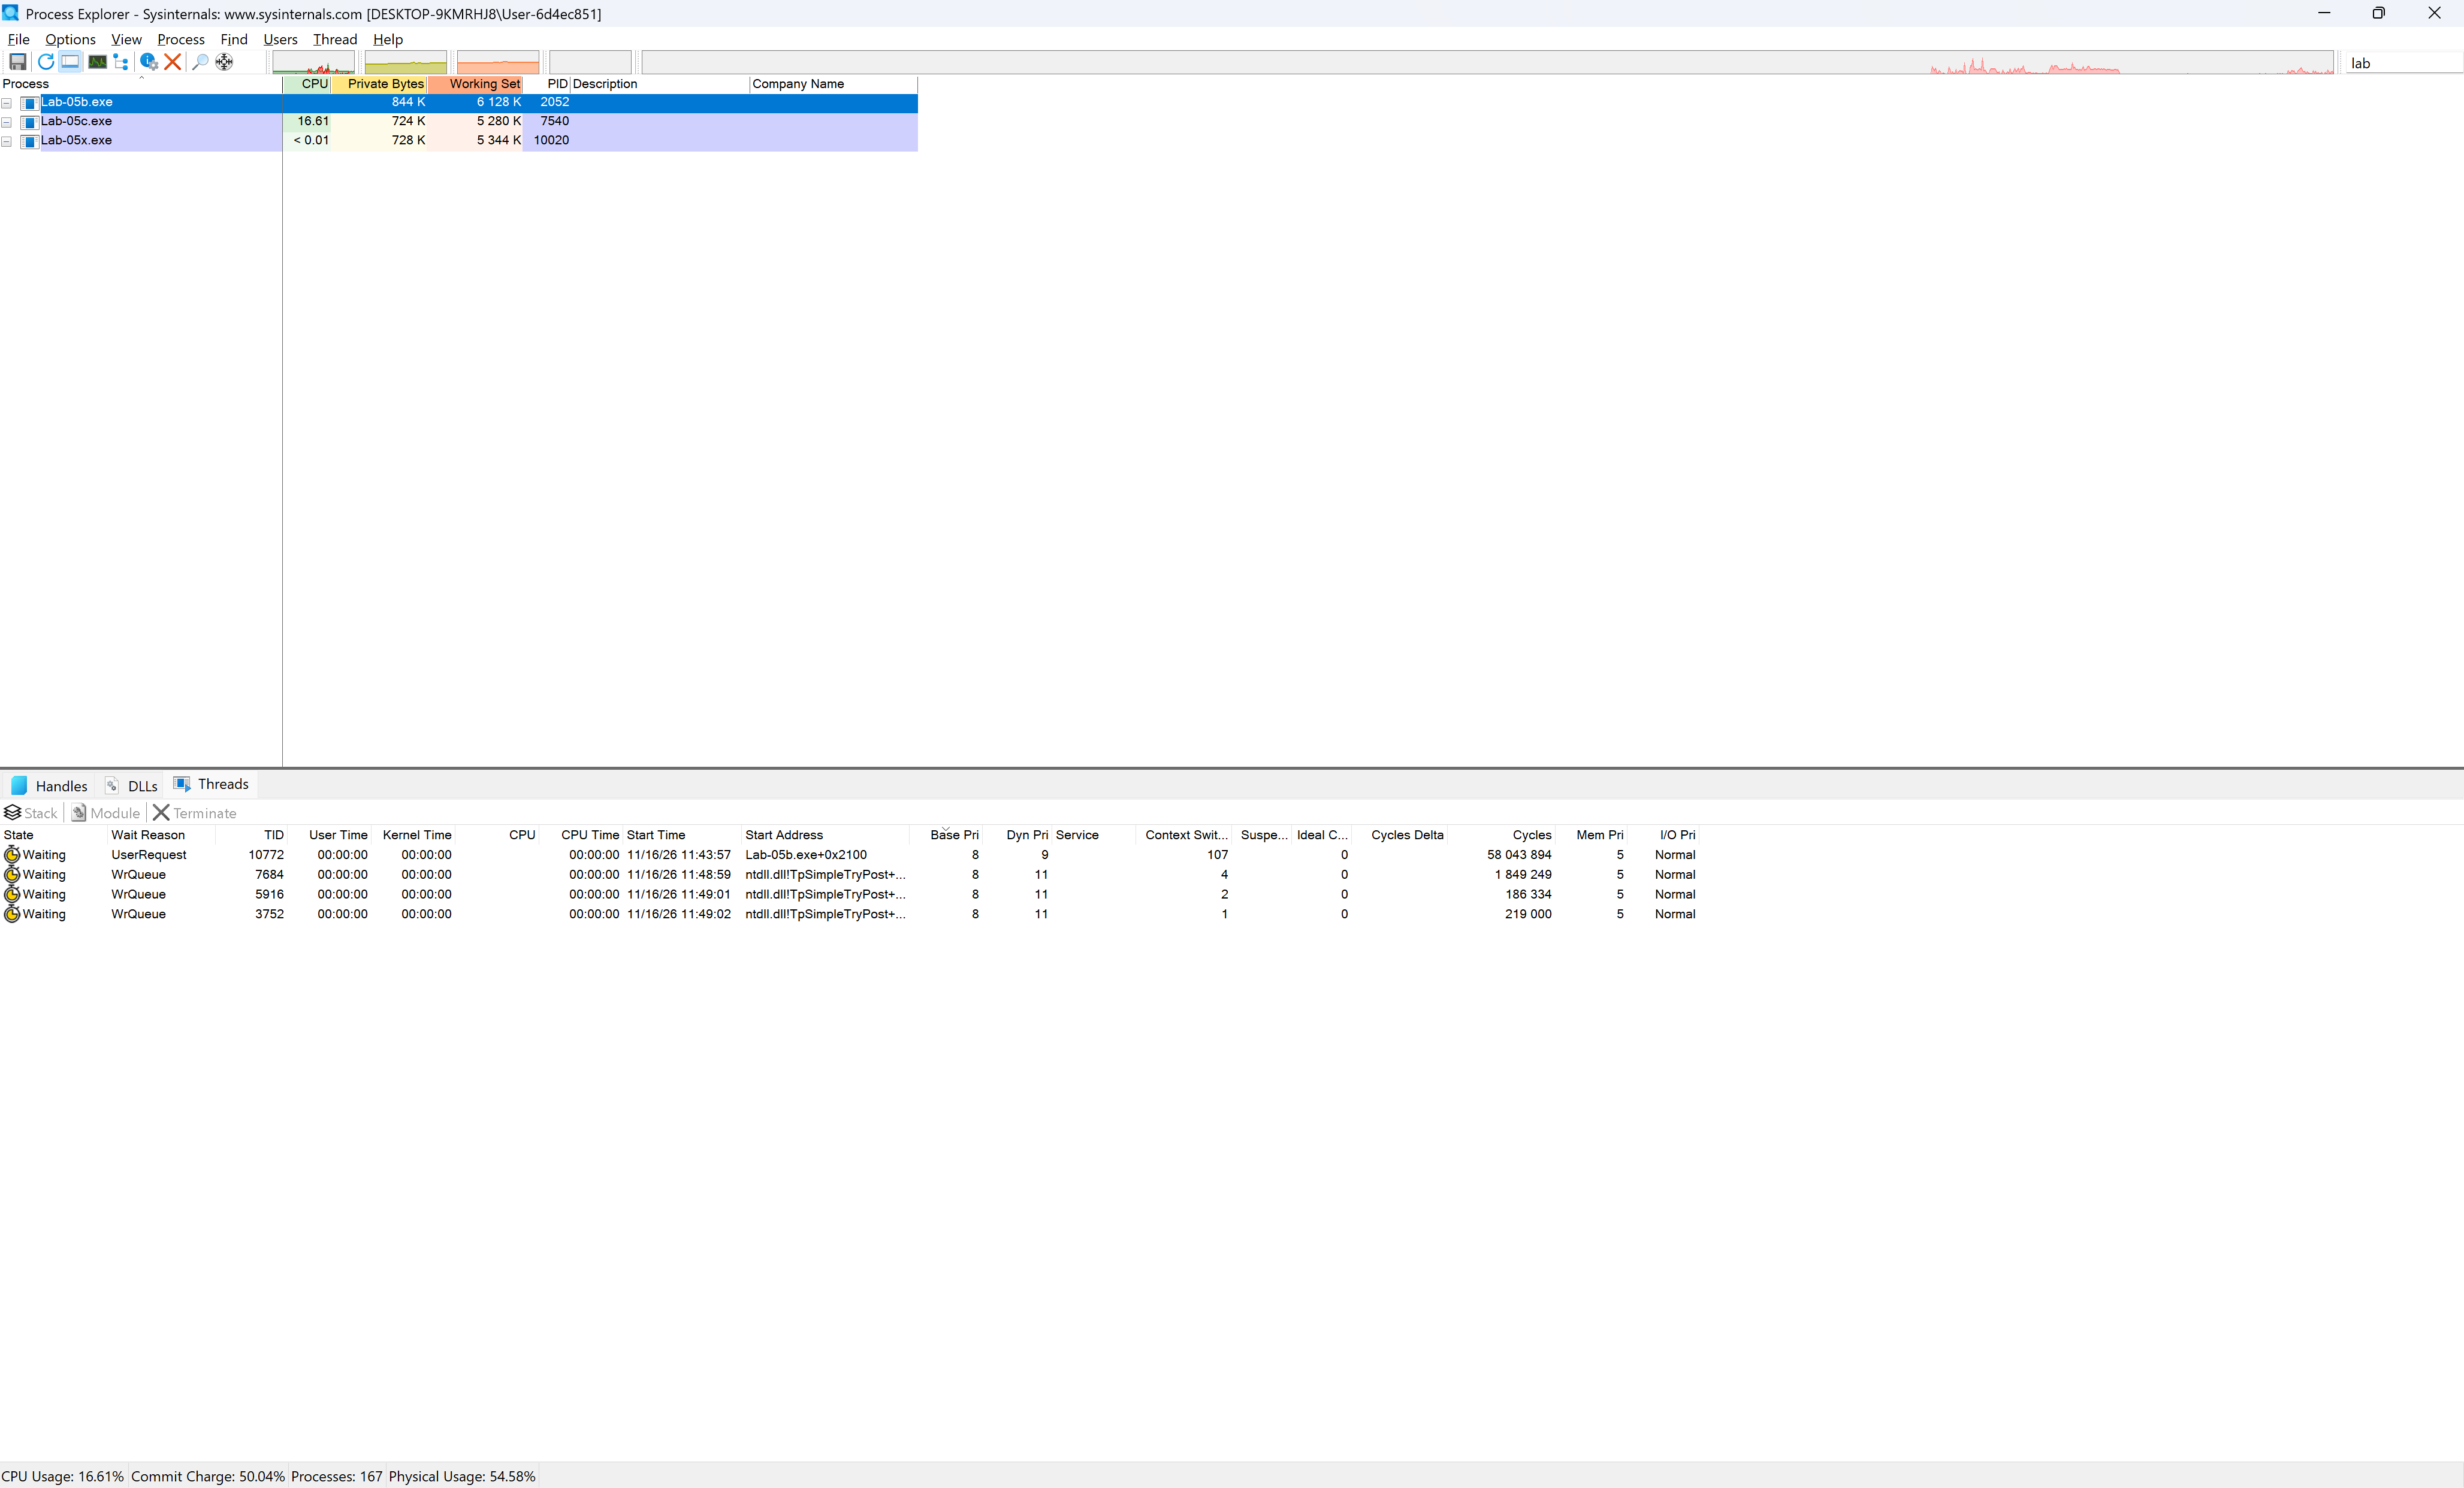 Process Explorer - Sysinternals: www.sysinternals.com [DESKTOP-9KMRHJ8\User-6d4ec851]
File Options View Process Find Users Thread Help
lab
Process CPU Private Bytes Working Set PID Description Company Name
Lab-05b.exe 844 K 6 128 K 2052
Lab-05c.exe 16.61 724 K 5 280 K 7540
Lab-05x.exe < 0.01 728 K 5 344 K 10020
Handles DLLs Threads
Stack Module Terminate
State Wait Reason TID User Time Kernel Time CPU CPU Time Start Time Start Address Base Pri Dyn Pri Service Context Swit... Suspe... Ideal C... Cycles Delta Cycles Mem Pri I/O Pri
Waiting UserRequest 10772 00:00:00 00:00:00 00:00:00 11/16/26 11:43:57 Lab-05b.exe+0x2100 8 9 107 0 58 043 894 5 Normal
Waiting WrQueue 7684 00:00:00 00:00:00 00:00:00 11/16/26 11:48:59 ntdll.dll!TpSimpleTryPost+... 8 11 4 0 1 849 249 5 Normal
Waiting WrQueue 5916 00:00:00 00:00:00 00:00:00 11/16/26 11:49:01 ntdll.dll!TpSimpleTryPost+... 8 11 2 0 186 334 5 Normal
Waiting WrQueue 3752 00:00:00 00:00:00 00:00:00 11/16/26 11:49:02 ntdll.dll!TpSimpleTryPost+... 8 11 1 0 219 000 5 Normal
CPU Usage: 16.61% Commit Charge: 50.04% Processes: 167 Physical Usage: 54.58%